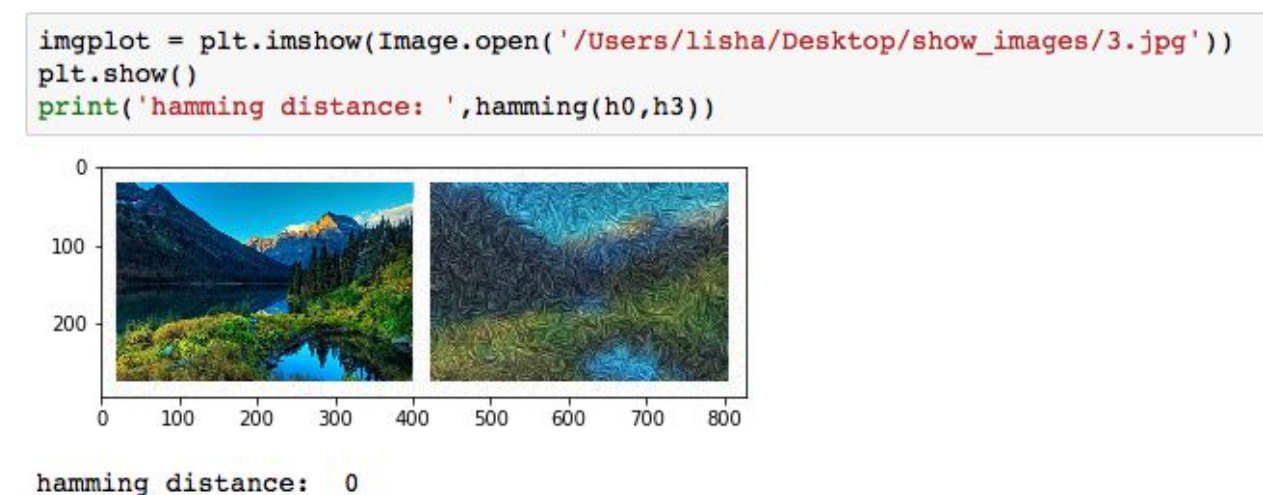 imgplot = plt.imshow(Image.open('/Users/lisha/Desktop/show_images/3.jpg'))
plt.show()
print('hamming distance: ',hamming(h0,h3))
0
100
200
0 100 200 300 400 500 600 700 800
hamming distance:  0